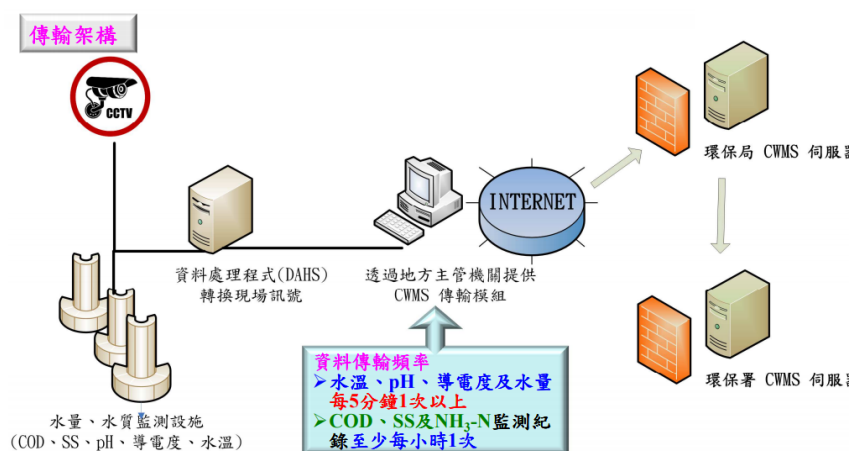 傳輸架構
CCTV
INTERNET
環保局 CWMS 伺服器
資料處理程式(DAHS)
轉換現場訊號
透過地方主管機關提供
CWMS 傳輸模組
資料傳輸頻率
➢水溫、pH、導電度及水量
每5分鐘1次以上
➢COD、SS及NH₃-N監測紀
錄至少每小時1次
環保署 CWMS 伺服器
水量、水質監測設施
(COD、SS、pH、導電度、水溫)